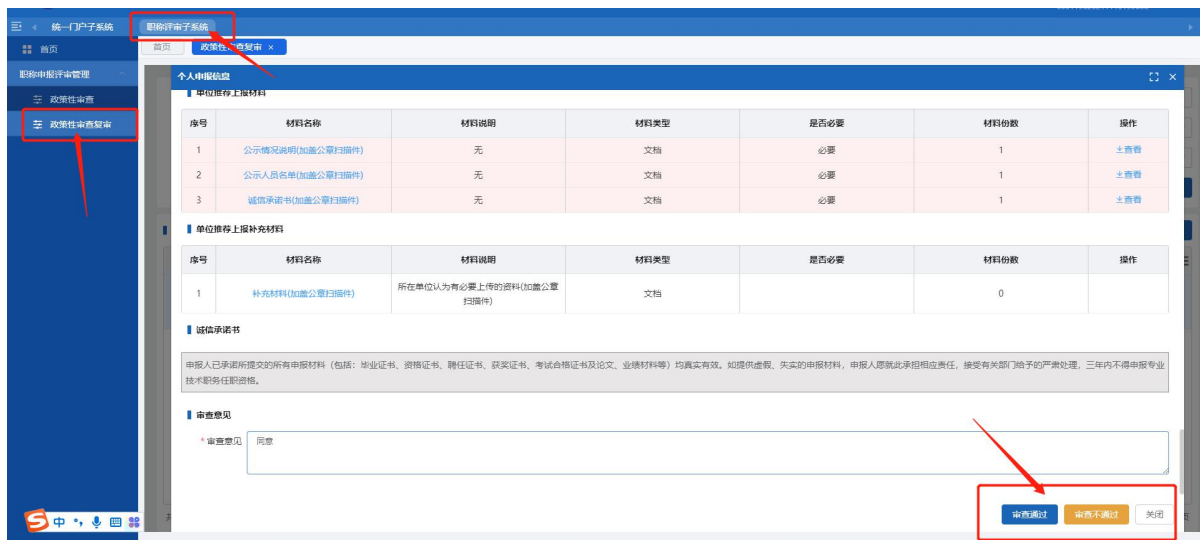 统一门户子系统 职称评审子系统
首页 首页 政策性审查复审 ×
职称申报评审管理
政策性审查
政策性审查复审
个人申报信息
单位推荐上报材料
序号 材料名称 材料说明 材料类型 是否必要 材料份数 操作
1 公示情况说明(加盖公章扫描件) 无 文档 必要 1 查看
2 公示人员名单(加盖公章扫描件) 无 文档 必要 1 查看
3 诚信承诺书(加盖公章扫描件) 无 文档 必要 1 查看
单位推荐上报补充材料
序号 材料名称 材料说明 材料类型 是否必要 材料份数 操作
1 补充材料(加盖公章扫描件) 所在单位认为有必要上传的资料(加盖公章
扫描件) 文档 0
诚信承诺书
申报人已承诺所提交的所有申报材料（包括：毕业证书、资格证书、聘任证书、获奖证书、考试合格证书及论文、业绩材料等）均真实有效。如提供虚假、失实的申报材料，申报人愿就此承担相应责任，接受有关部门给予的严肃处理，三年内不得申报专业
技术职务任职资格。
审查意见
* 审查意见 同意
审查通过 审查不通过 关闭
S 中